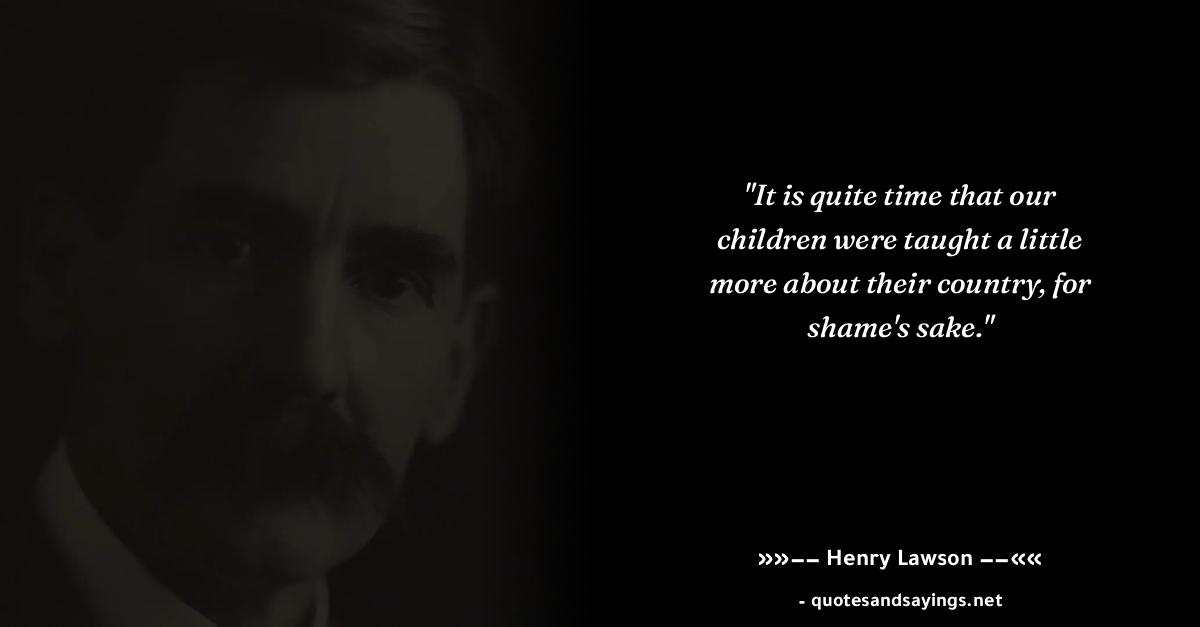 "It is quite time that our
children were taught a little
more about their country, for
shame's sake."
»»−− Henry Lawson −−««
- quotesandsayings.net